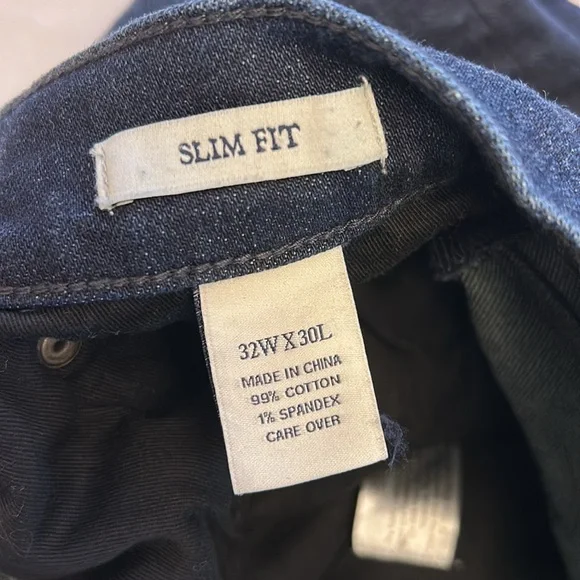 SLIM FIT
32W X 30L
MADE IN CHINA
99% COTTON
1% SPANDEX
CARE OVER